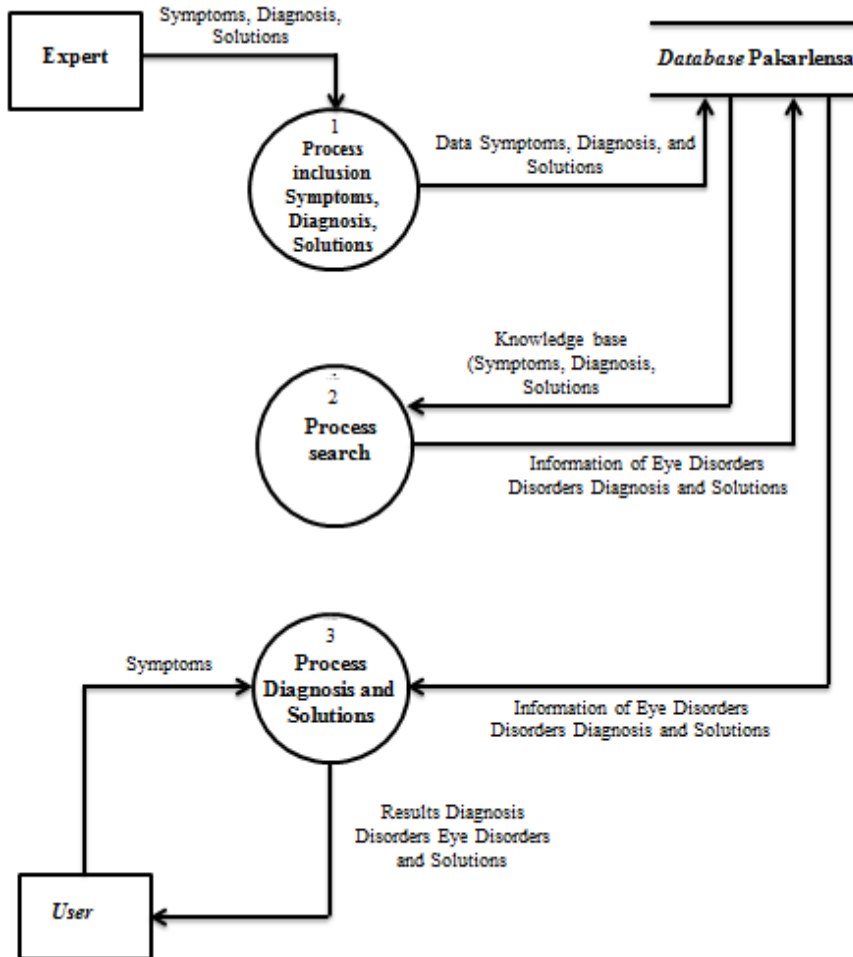 Symptoms, Diagnosis,
Solutions
Expert
Database Pakarlensa
1
Process
inclusion
Symptoms,
Diagnosis,
Solutions
Data Symptoms, Diagnosis, and
Solutions
Knowledge base
(Symptoms, Diagnosis,
Solutions
2
Process
search
Information of Eye Disorders
Disorders Diagnosis and Solutions
3
Process
Diagnosis and
Solutions
Symptoms
Information of Eye Disorders
Disorders Diagnosis and Solutions
Results Diagnosis
Disorders Eye Disorders
and Solutions
User